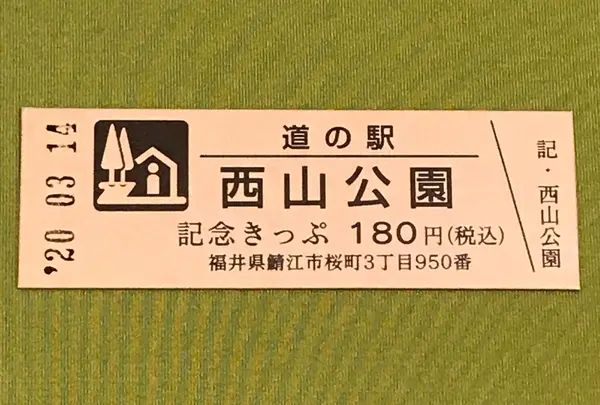 '20 03 14
道の駅
西山公園
記念きっぷ 180円(税込)
福井県鯖江市桜町3丁目950番
記・西山公園